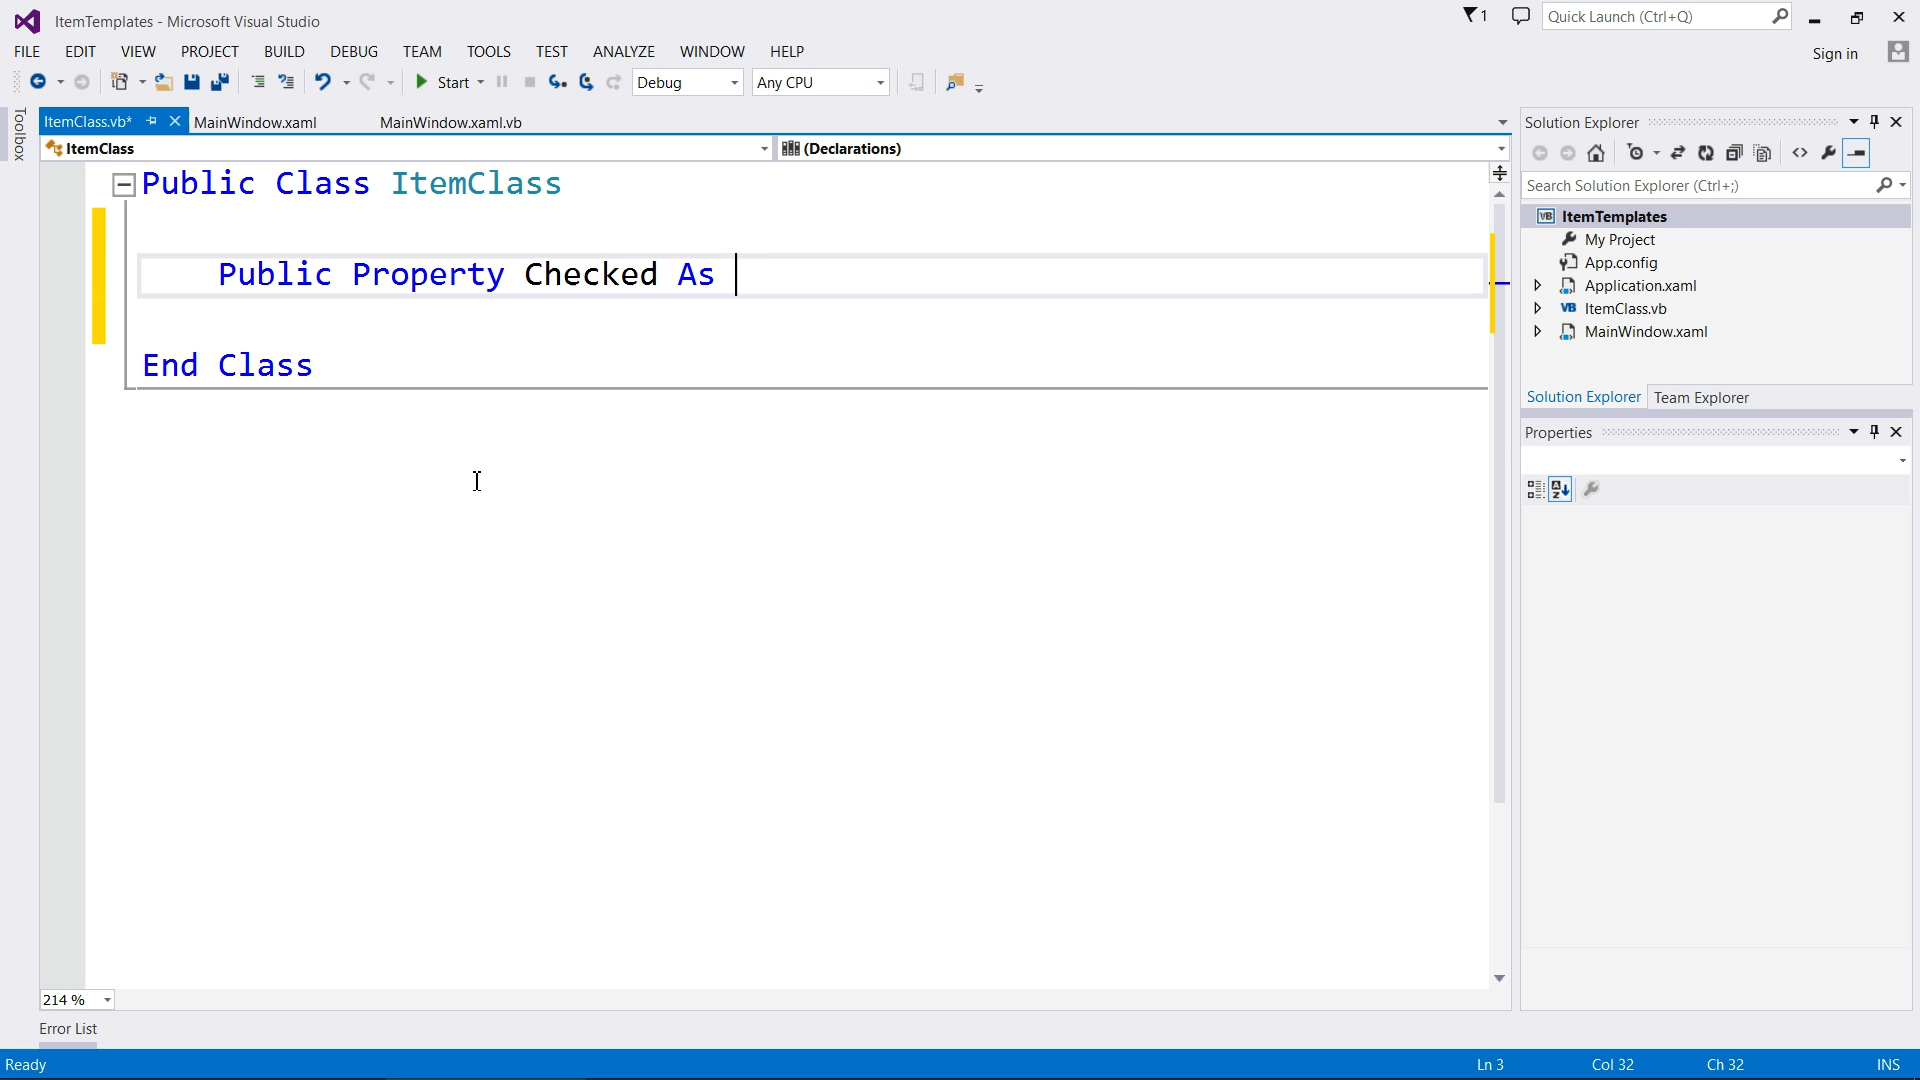 ItemTemplates - Microsoft Visual Studio
1
Quick Launch (Ctrl+Q)
FILE EDIT VIEW PROJECT BUILD DEBUG TEAM TOOLS TEST ANALYZE WINDOW HELP
Sign in
Start Debug Any CPU
Toolbox
ItemClass.vb* MainWindow.xaml MainWindow.xaml.vb
ItemClass (Declarations)
Public Class ItemClass
Public Property Checked As
End Class
214 %
Solution Explorer
Search Solution Explorer (Ctrl+;)
VB ItemTemplates
My Project
App.config
Application.xaml
VB ItemClass.vb
MainWindow.xaml
Solution Explorer Team Explorer
Properties
Error List
Ready Ln 3 Col 32 Ch 32 INS